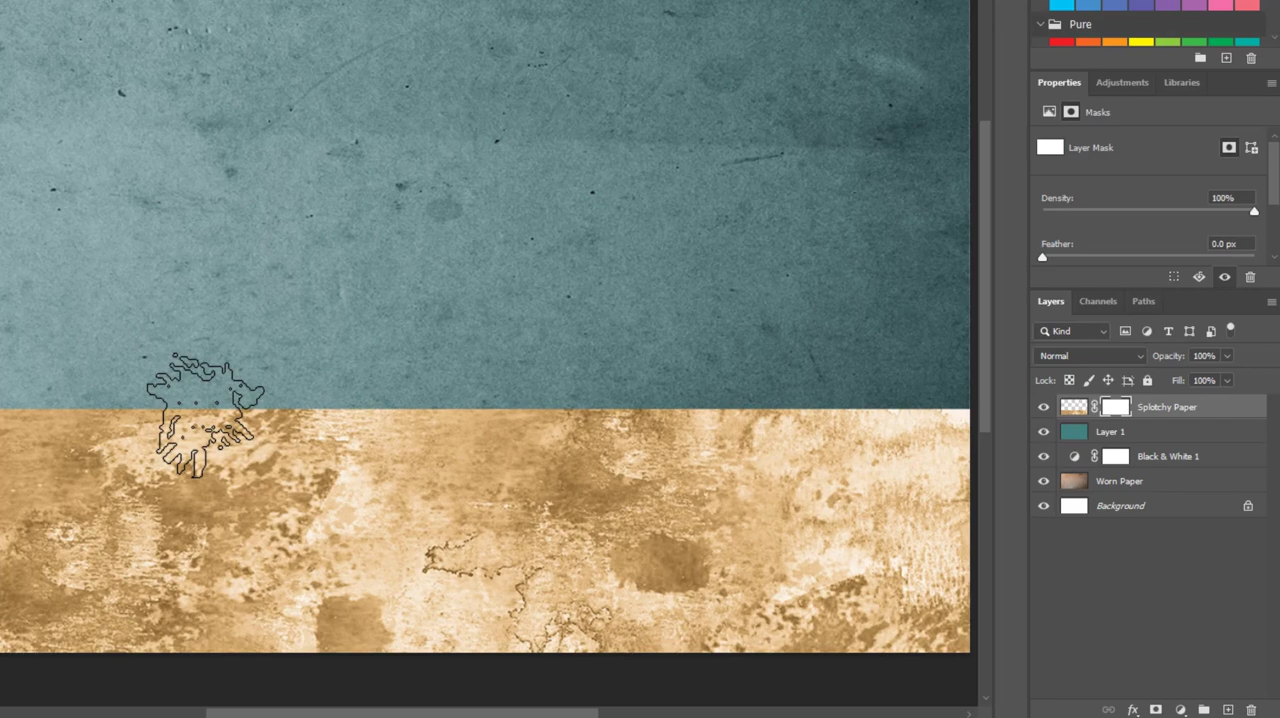 Pure
Properties Adjustments Libraries
Masks
Layer Mask
Density: 100%
Feather: 0.0 px
Layers Channels Paths
Kind
Normal Opacity: 100%
Lock: Fill: 100%
Splotchy Paper
Layer 1
Black & White 1
Worn Paper
Background
fx